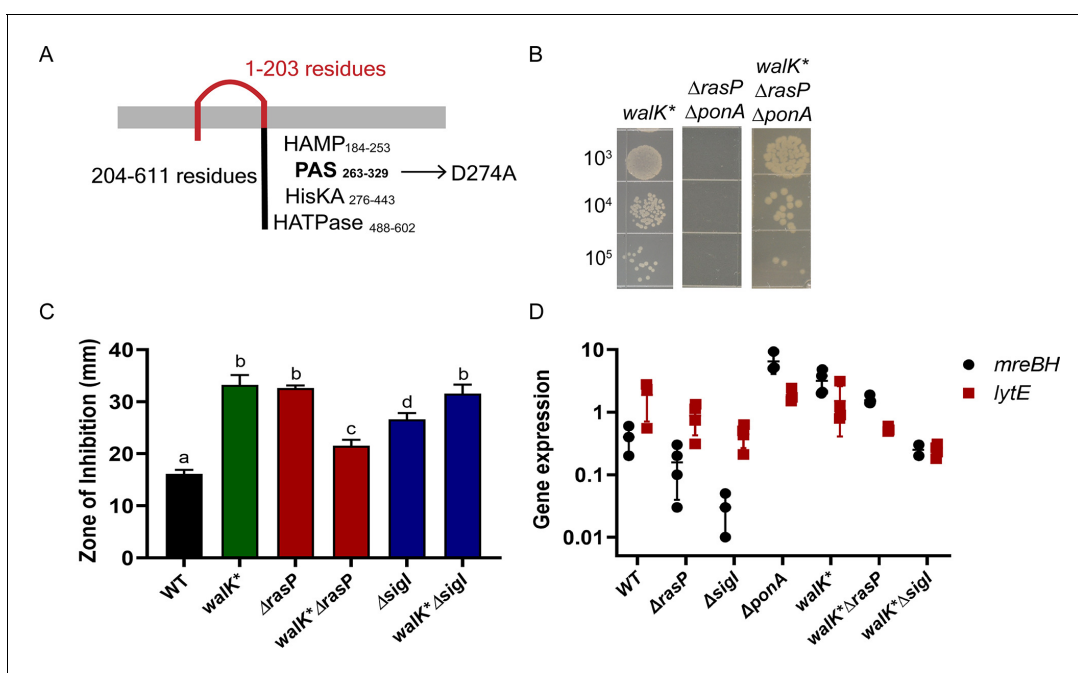 A
1-203 residues
204-611 residues
HAMP184-253
PAS 263-329 → D274A
HisKA 276-443
HATPase 488-602
B
walK*
ΔrasP
ΔponA
walK*
ΔrasP
ΔponA
10³
10⁴
10⁵
C
Zone of Inhibition (mm)
40
30
20
10
0
a
b
b
c
d
b
WT
walK*
ΔrasP
walK* ΔrasP
ΔsigI
walK* ΔsigI
D
Gene expression
10
1
0.1
0.01
WT
ΔrasP
ΔsigI
ΔponA
walK*
walK*ΔrasP
walK*ΔsigI
mreBH
lytE